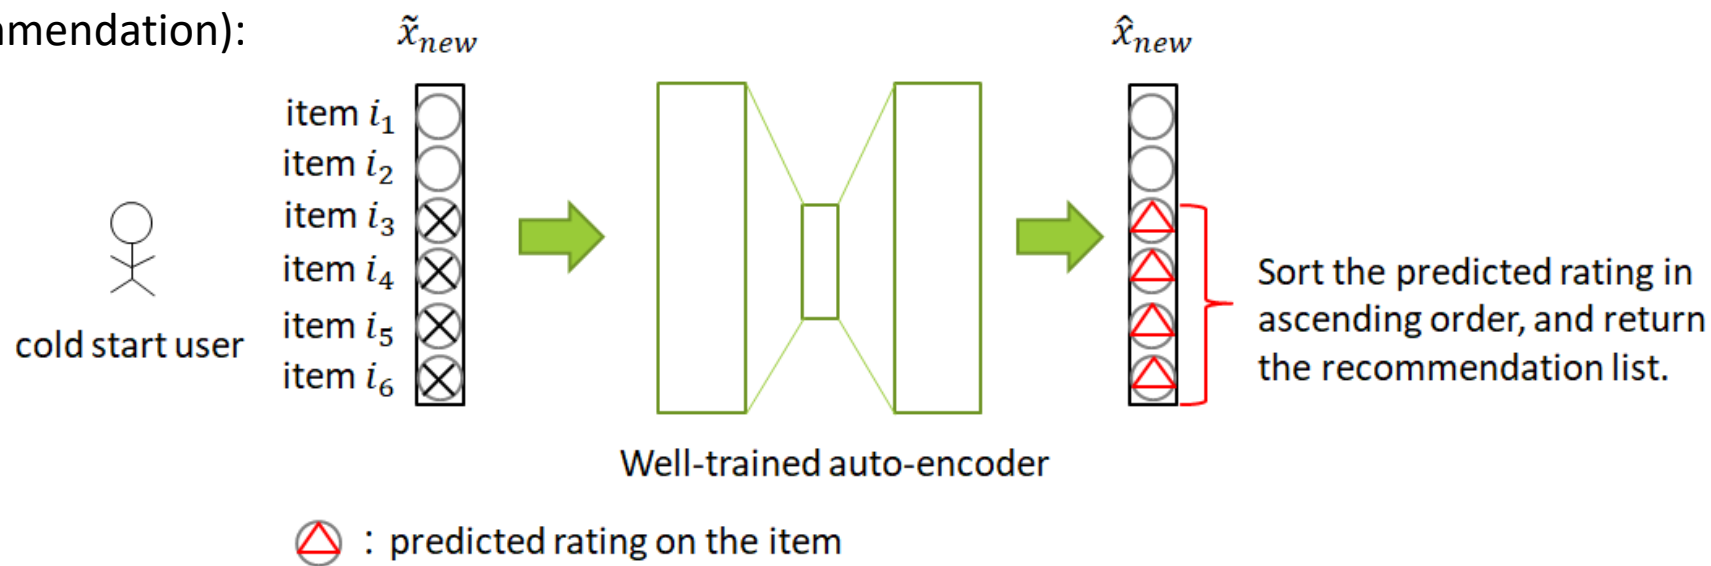 mmendation):
x̃new
x̂new
item i1
item i2
item i3
item i4
item i5
item i6
cold start user
Sort the predicted rating in
ascending order, and return
the recommendation list.
Well-trained auto-encoder
: predicted rating on the item